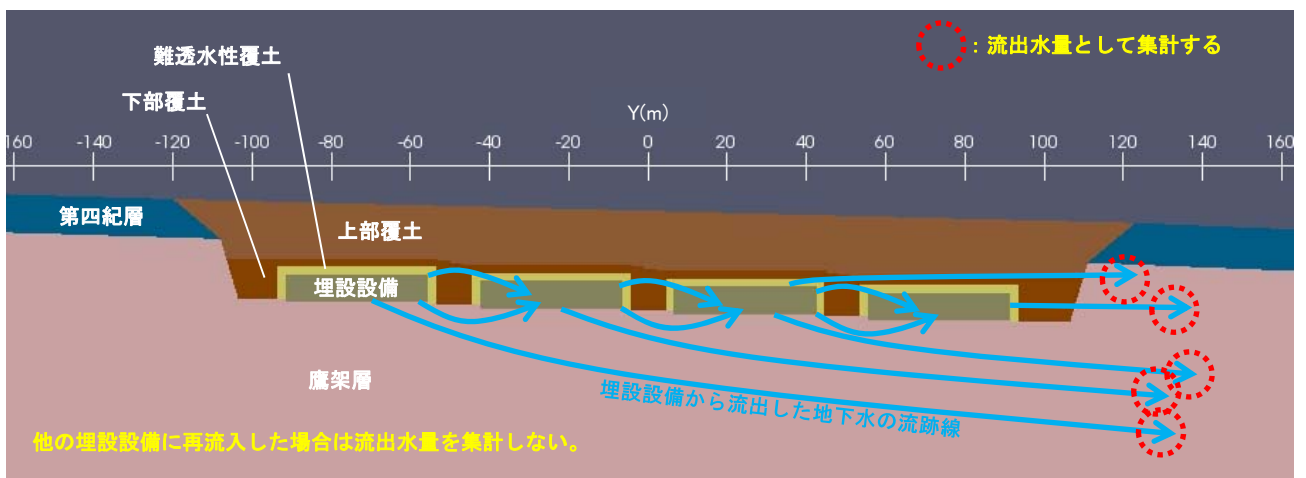 難透水性覆土
：流出水量として集計する
下部覆土
Y(m)
160 -140 -120 -100 -80 -60 -40 -20 0 20 40 60 80 100 120 140 160
第四紀層
上部覆土
埋設設備
鷹架層
埋設設備から流出した地下水の流跡線
他の埋設設備に再流入した場合は流出水量を集計しない。